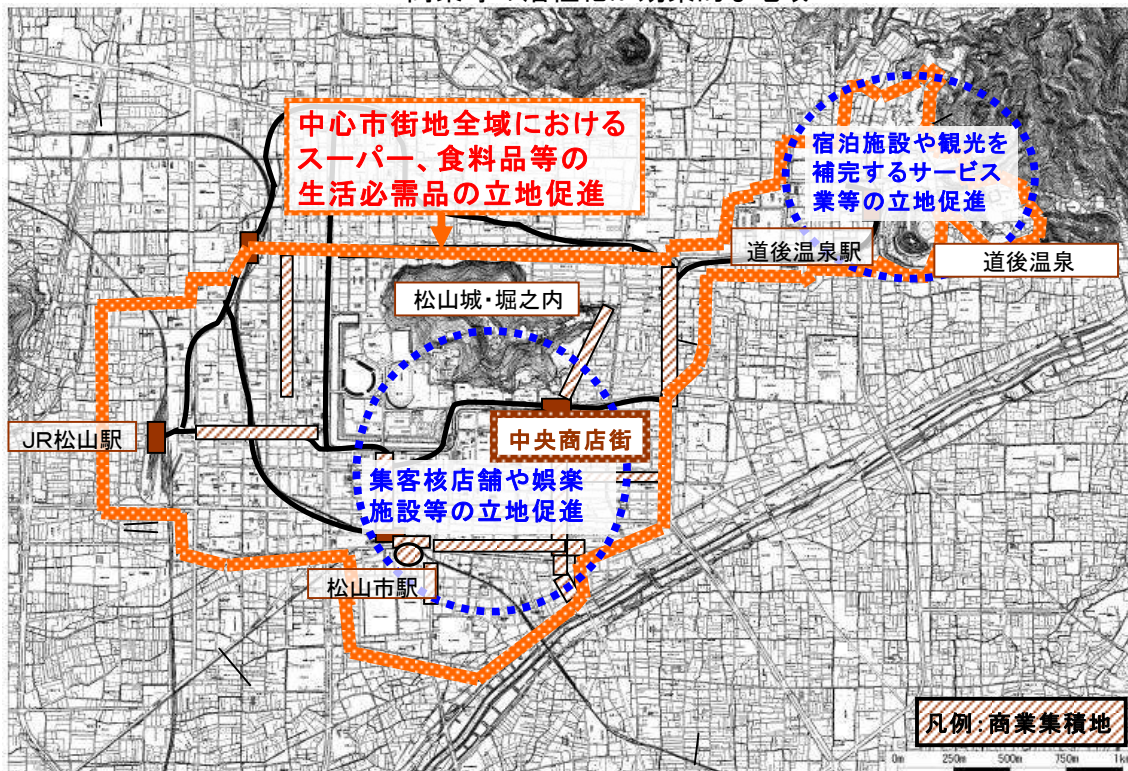 中心市街地全域における
スーパー、食料品等の
生活必需品の立地促進
宿泊施設や観光を
補完するサービス
業等の立地促進
道後温泉駅
道後温泉
松山城・堀之内
JR松山駅
中央商店街
集客核店舗や娯楽
施設等の立地促進
松山市駅
凡例:商業集積地
0m 250m 500m 750m 1k